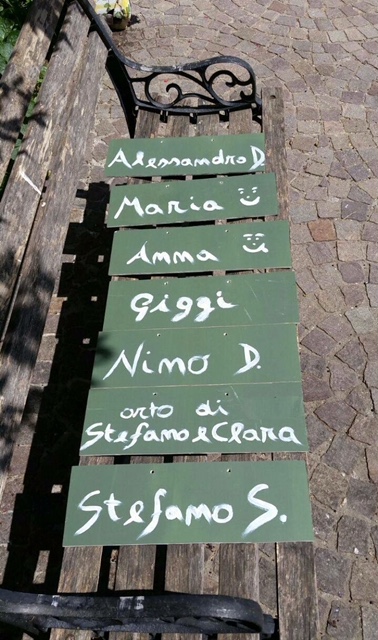 Alessandro D.
Maria
Anna
Giggi
Nino D.
orto di
Stefano e Clara
Stefano S.